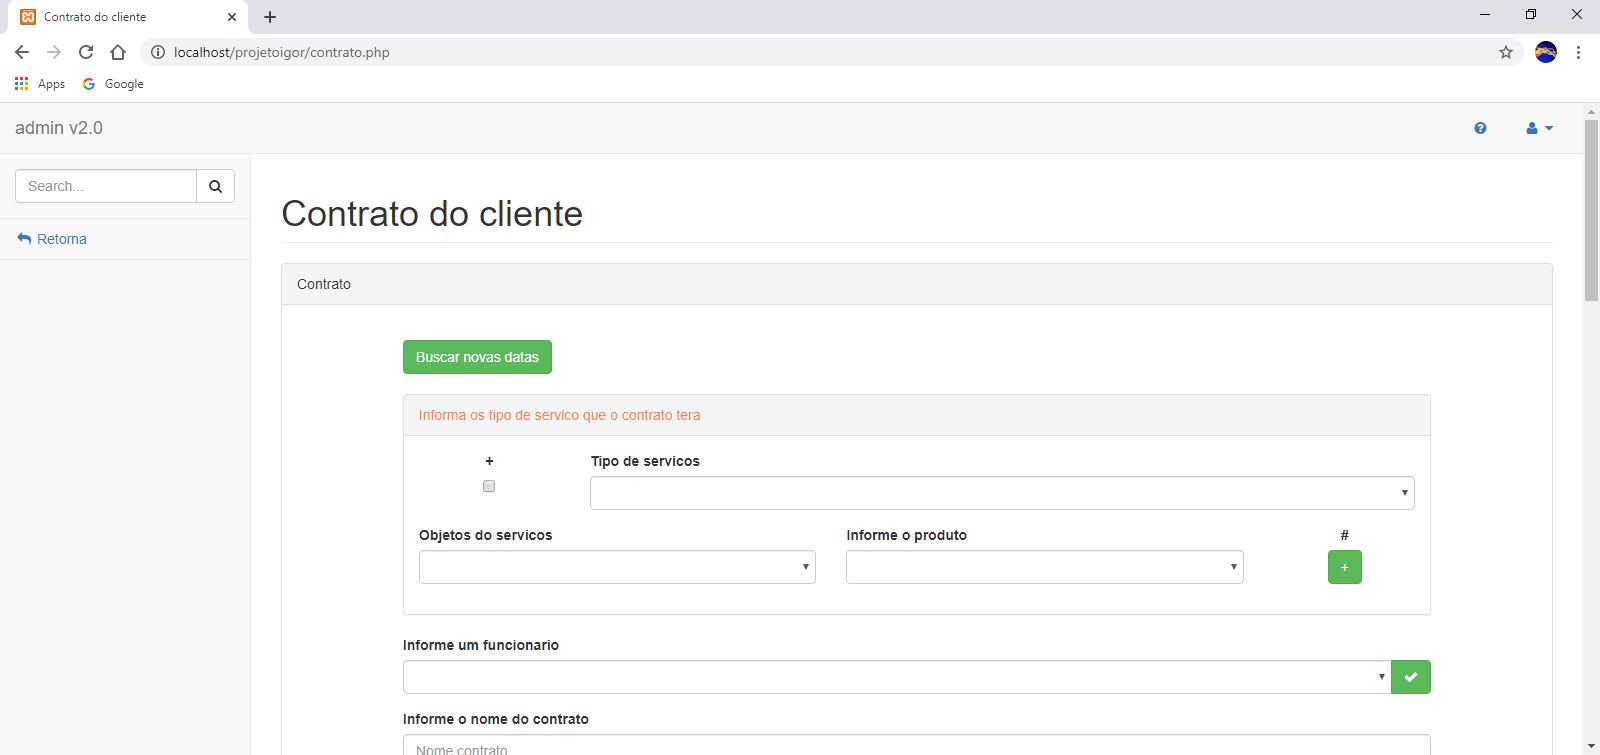 Contrato do cliente
localhost/projetoigor/contrato.php
Apps Google
admin v2.0
Search...
Retorna
Contrato do cliente
Contrato
Buscar novas datas
Informa os tipo de servico que o contrato tera
+ Tipo de servicos
Objetos do servicos Informe o produto #
+
Informe um funcionario
Informe o nome do contrato
Nome contrato